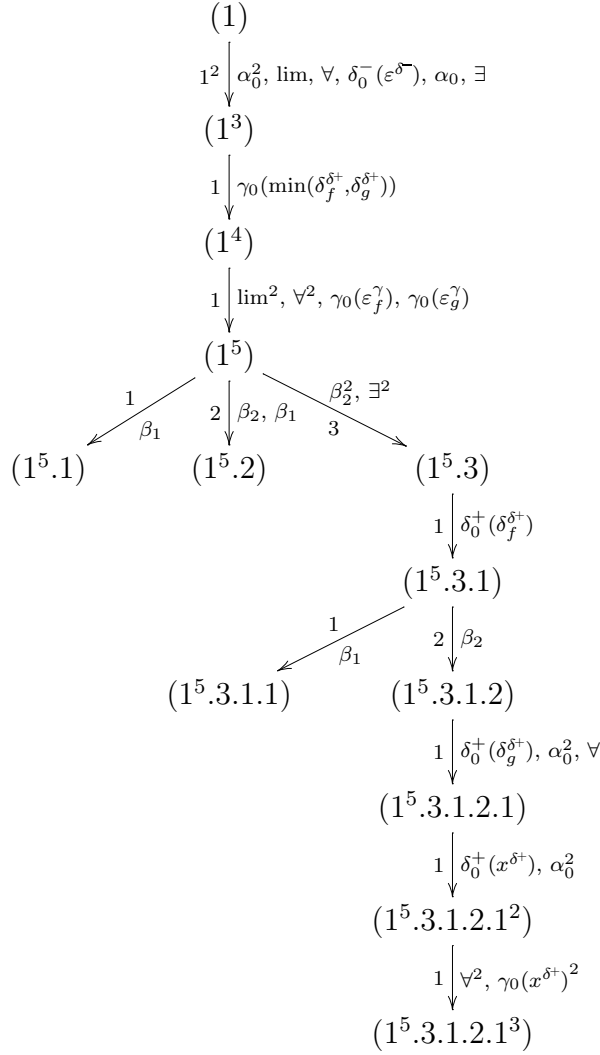 (1)
1² α₀², lim, ∀, δ₀⁻(ε^δ⁻), α₀, ∃
(1³)
1 γ₀(min(δ_f^δ⁺,δ_g^δ⁺))
(1⁴)
1 lim², ∀², γ₀(ε_f^γ), γ₀(ε_g^γ)
(1⁵)
1 β₁ 2 β₂, β₁ β₂², ∃² 3
(1⁵.1) (1⁵.2) (1⁵.3)
1 δ₀⁺(δ_f^δ⁺)
(1⁵.3.1)
1 β₁ 2 β₂
(1⁵.3.1.1) (1⁵.3.1.2)
1 δ₀⁺(δ_g^δ⁺), α₀², ∀
(1⁵.3.1.2.1)
1 δ₀⁺(x^δ⁺), α₀²
(1⁵.3.1.2.1²)
1 ∀², γ₀(x^δ⁺)²
(1⁵.3.1.2.1³)